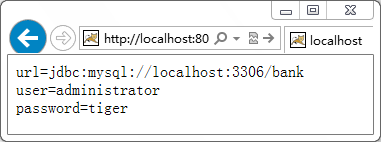 http://localhost:80
localhost
url=jdbc:mysql://localhost:3306/bank
user=administrator
password=tiger